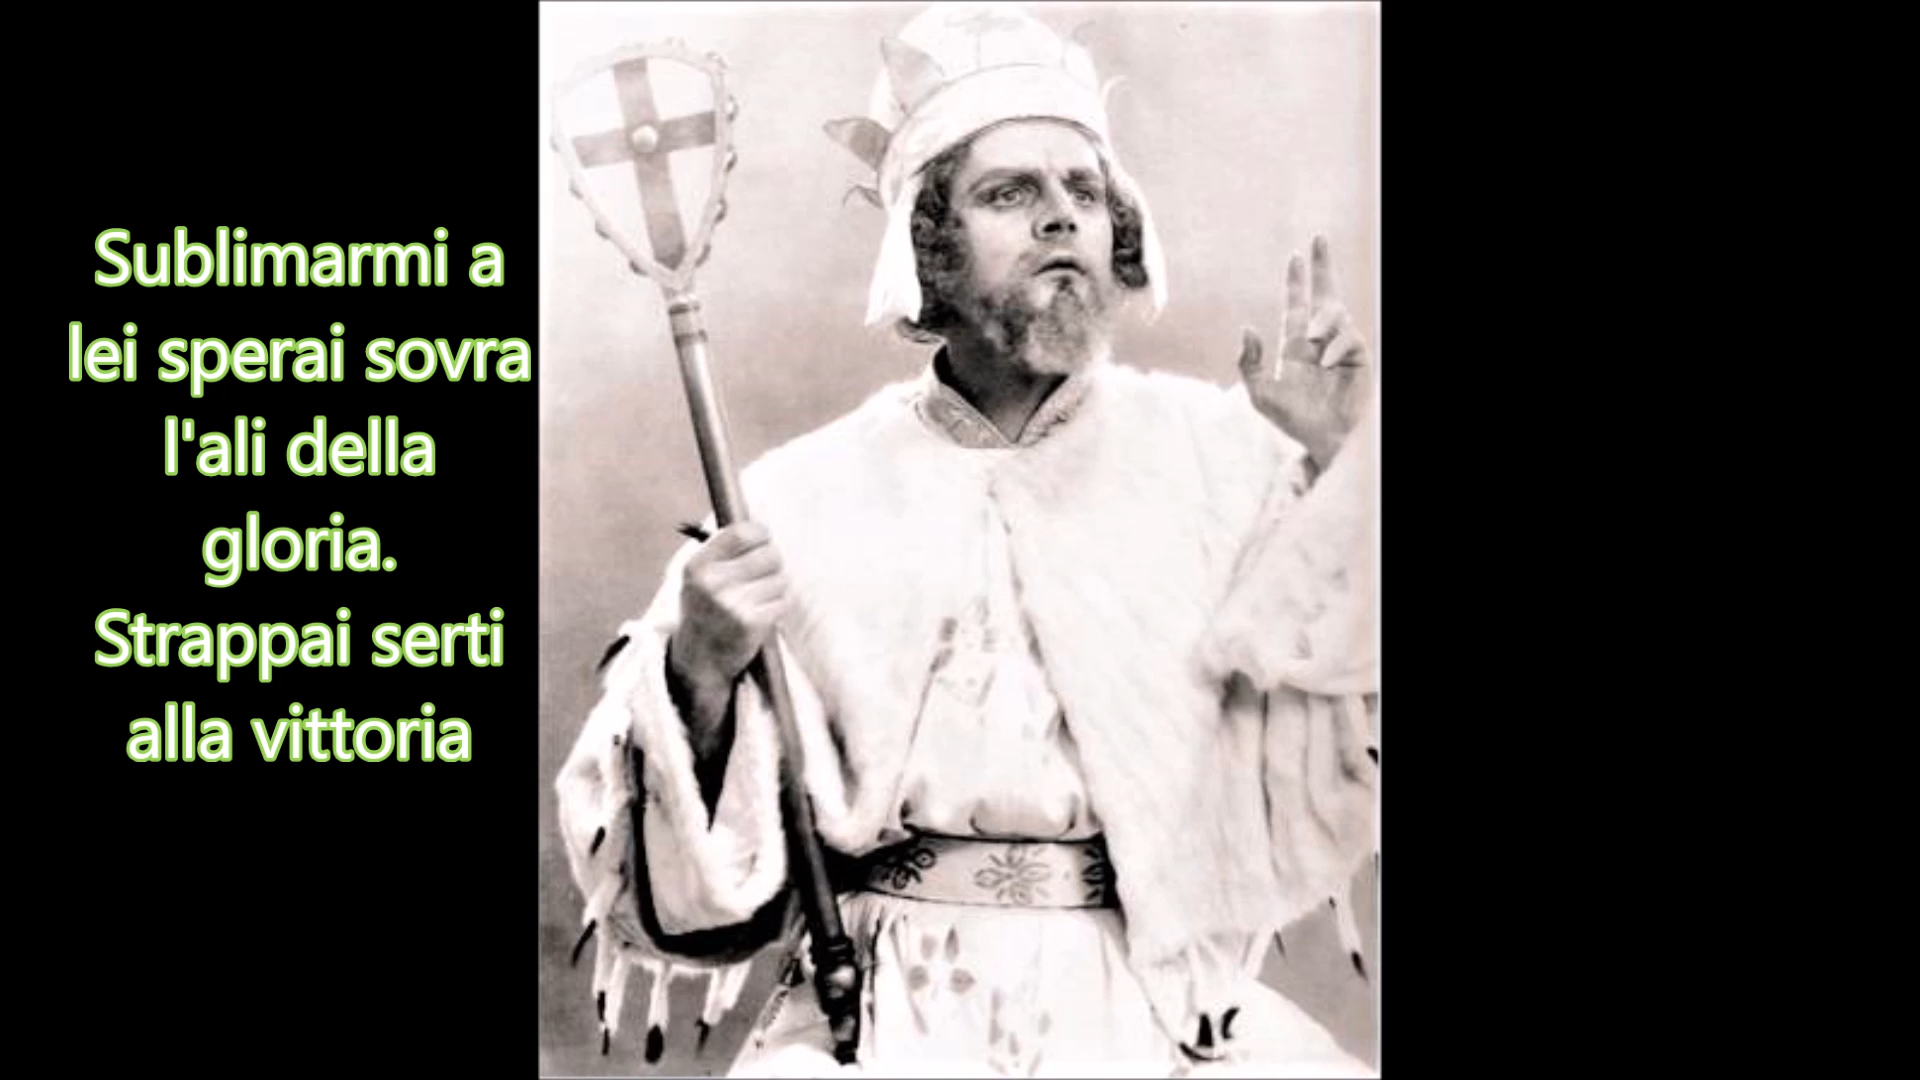 Sublimarmi a
lei sperai sovra
l'ali della
gloria.
Strappai serti
alla vittoria